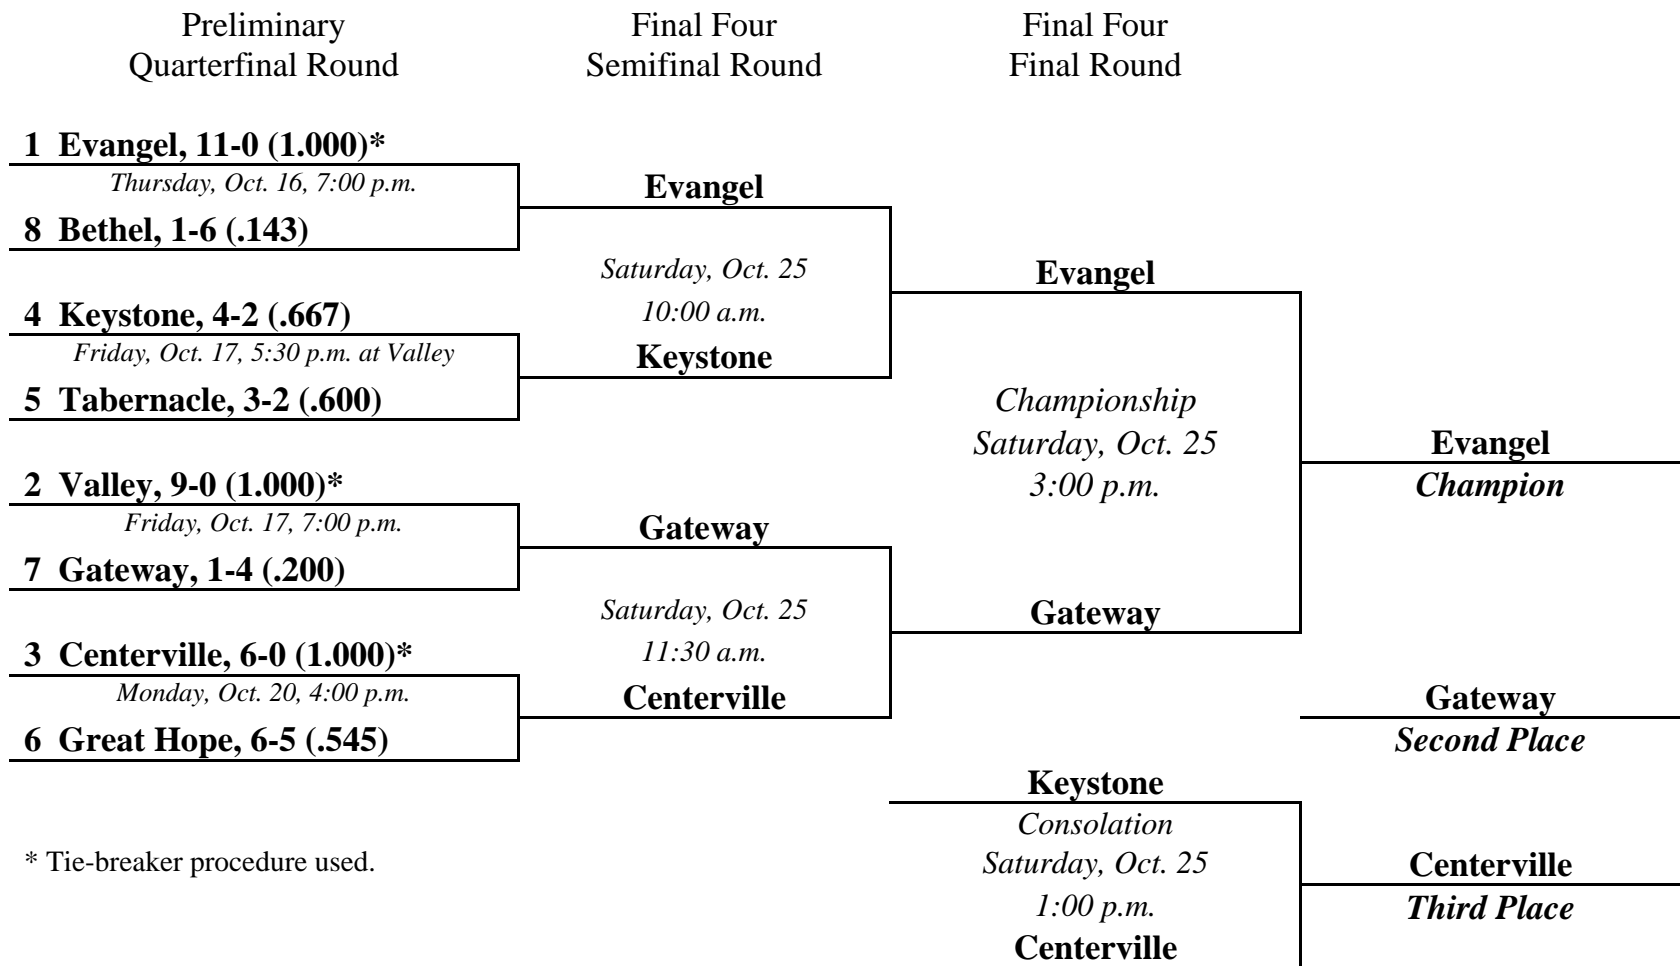 Preliminary
Quarterfinal Round
Final Four
Semifinal Round
Final Four
Final Round
1 Evangel, 11-0 (1.000)*
Thursday, Oct. 16, 7:00 p.m.
8 Bethel, 1-6 (.143)
4 Keystone, 4-2 (.667)
Friday, Oct. 17, 5:30 p.m. at Valley
5 Tabernacle, 3-2 (.600)
2 Valley, 9-0 (1.000)*
Friday, Oct. 17, 7:00 p.m.
7 Gateway, 1-4 (.200)
3 Centerville, 6-0 (1.000)*
Monday, Oct. 20, 4:00 p.m.
6 Great Hope, 6-5 (.545)
* Tie-breaker procedure used.
Evangel
Saturday, Oct. 25
10:00 a.m.
Keystone
Gateway
Saturday, Oct. 25
11:30 a.m.
Centerville
Evangel
Championship
Saturday, Oct. 25
3:00 p.m.
Gateway
Keystone
Consolation
Saturday, Oct. 25
1:00 p.m.
Centerville
Evangel
Champion
Gateway
Second Place
Centerville
Third Place